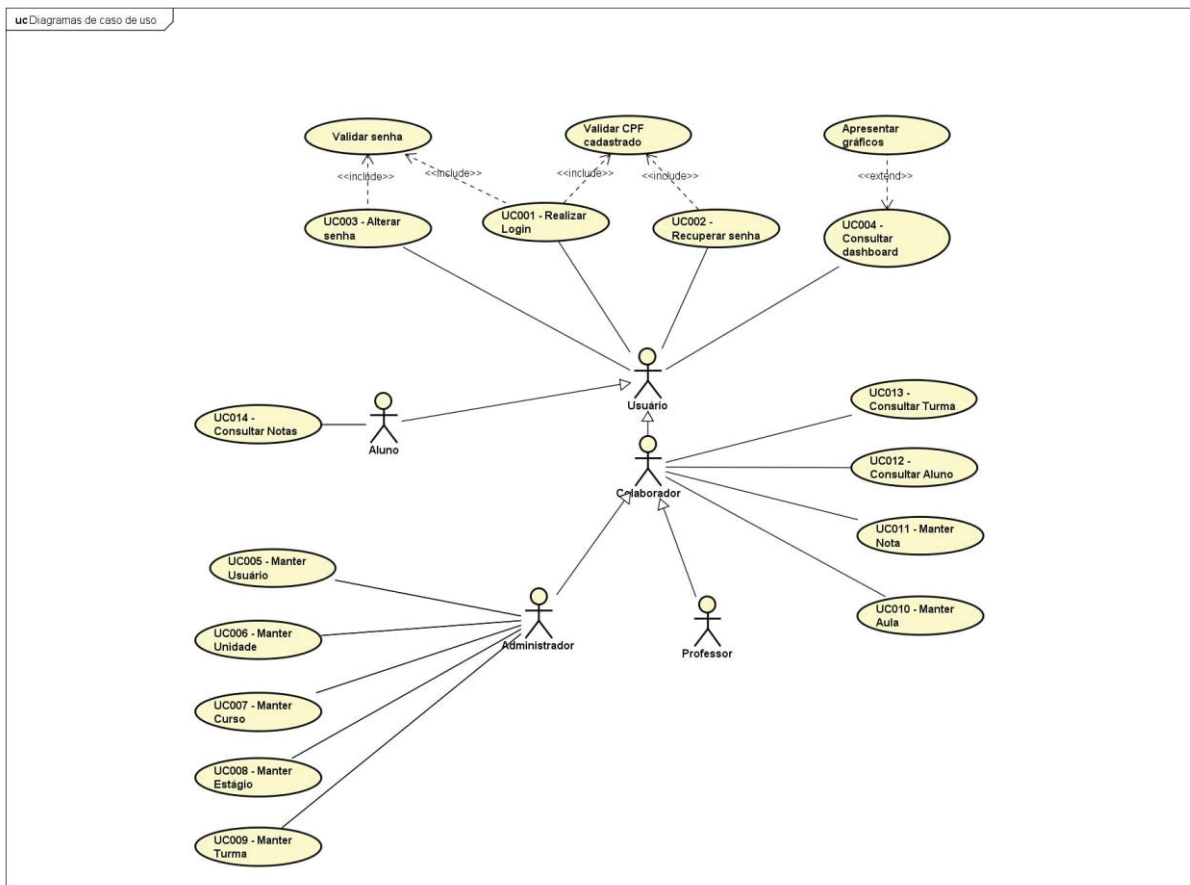 uc Diagramas de caso de uso
Validar senha
Validar CPF
cadastrado
Apresentar
gráficos
<<include>>
<<include>>
<<include>>
<<include>>
<<extend>>
UC003 - Alterar
senha
UC001 - Realizar
Login
UC002 -
Recuperar senha
UC004 -
Consultar
dashboard
Usuário
UC014 -
Consultar Notas
Aluno
UC013 -
Consultar Turma
UC012 -
Consultar Aluno
Colaborador
UC011 - Manter
Nota
UC010 - Manter
Aula
UC005 - Manter
Usuário
UC006 - Manter
Unidade
Administrador
Professor
UC007 - Manter
Curso
UC008 - Manter
Estágio
UC009 - Manter
Turma